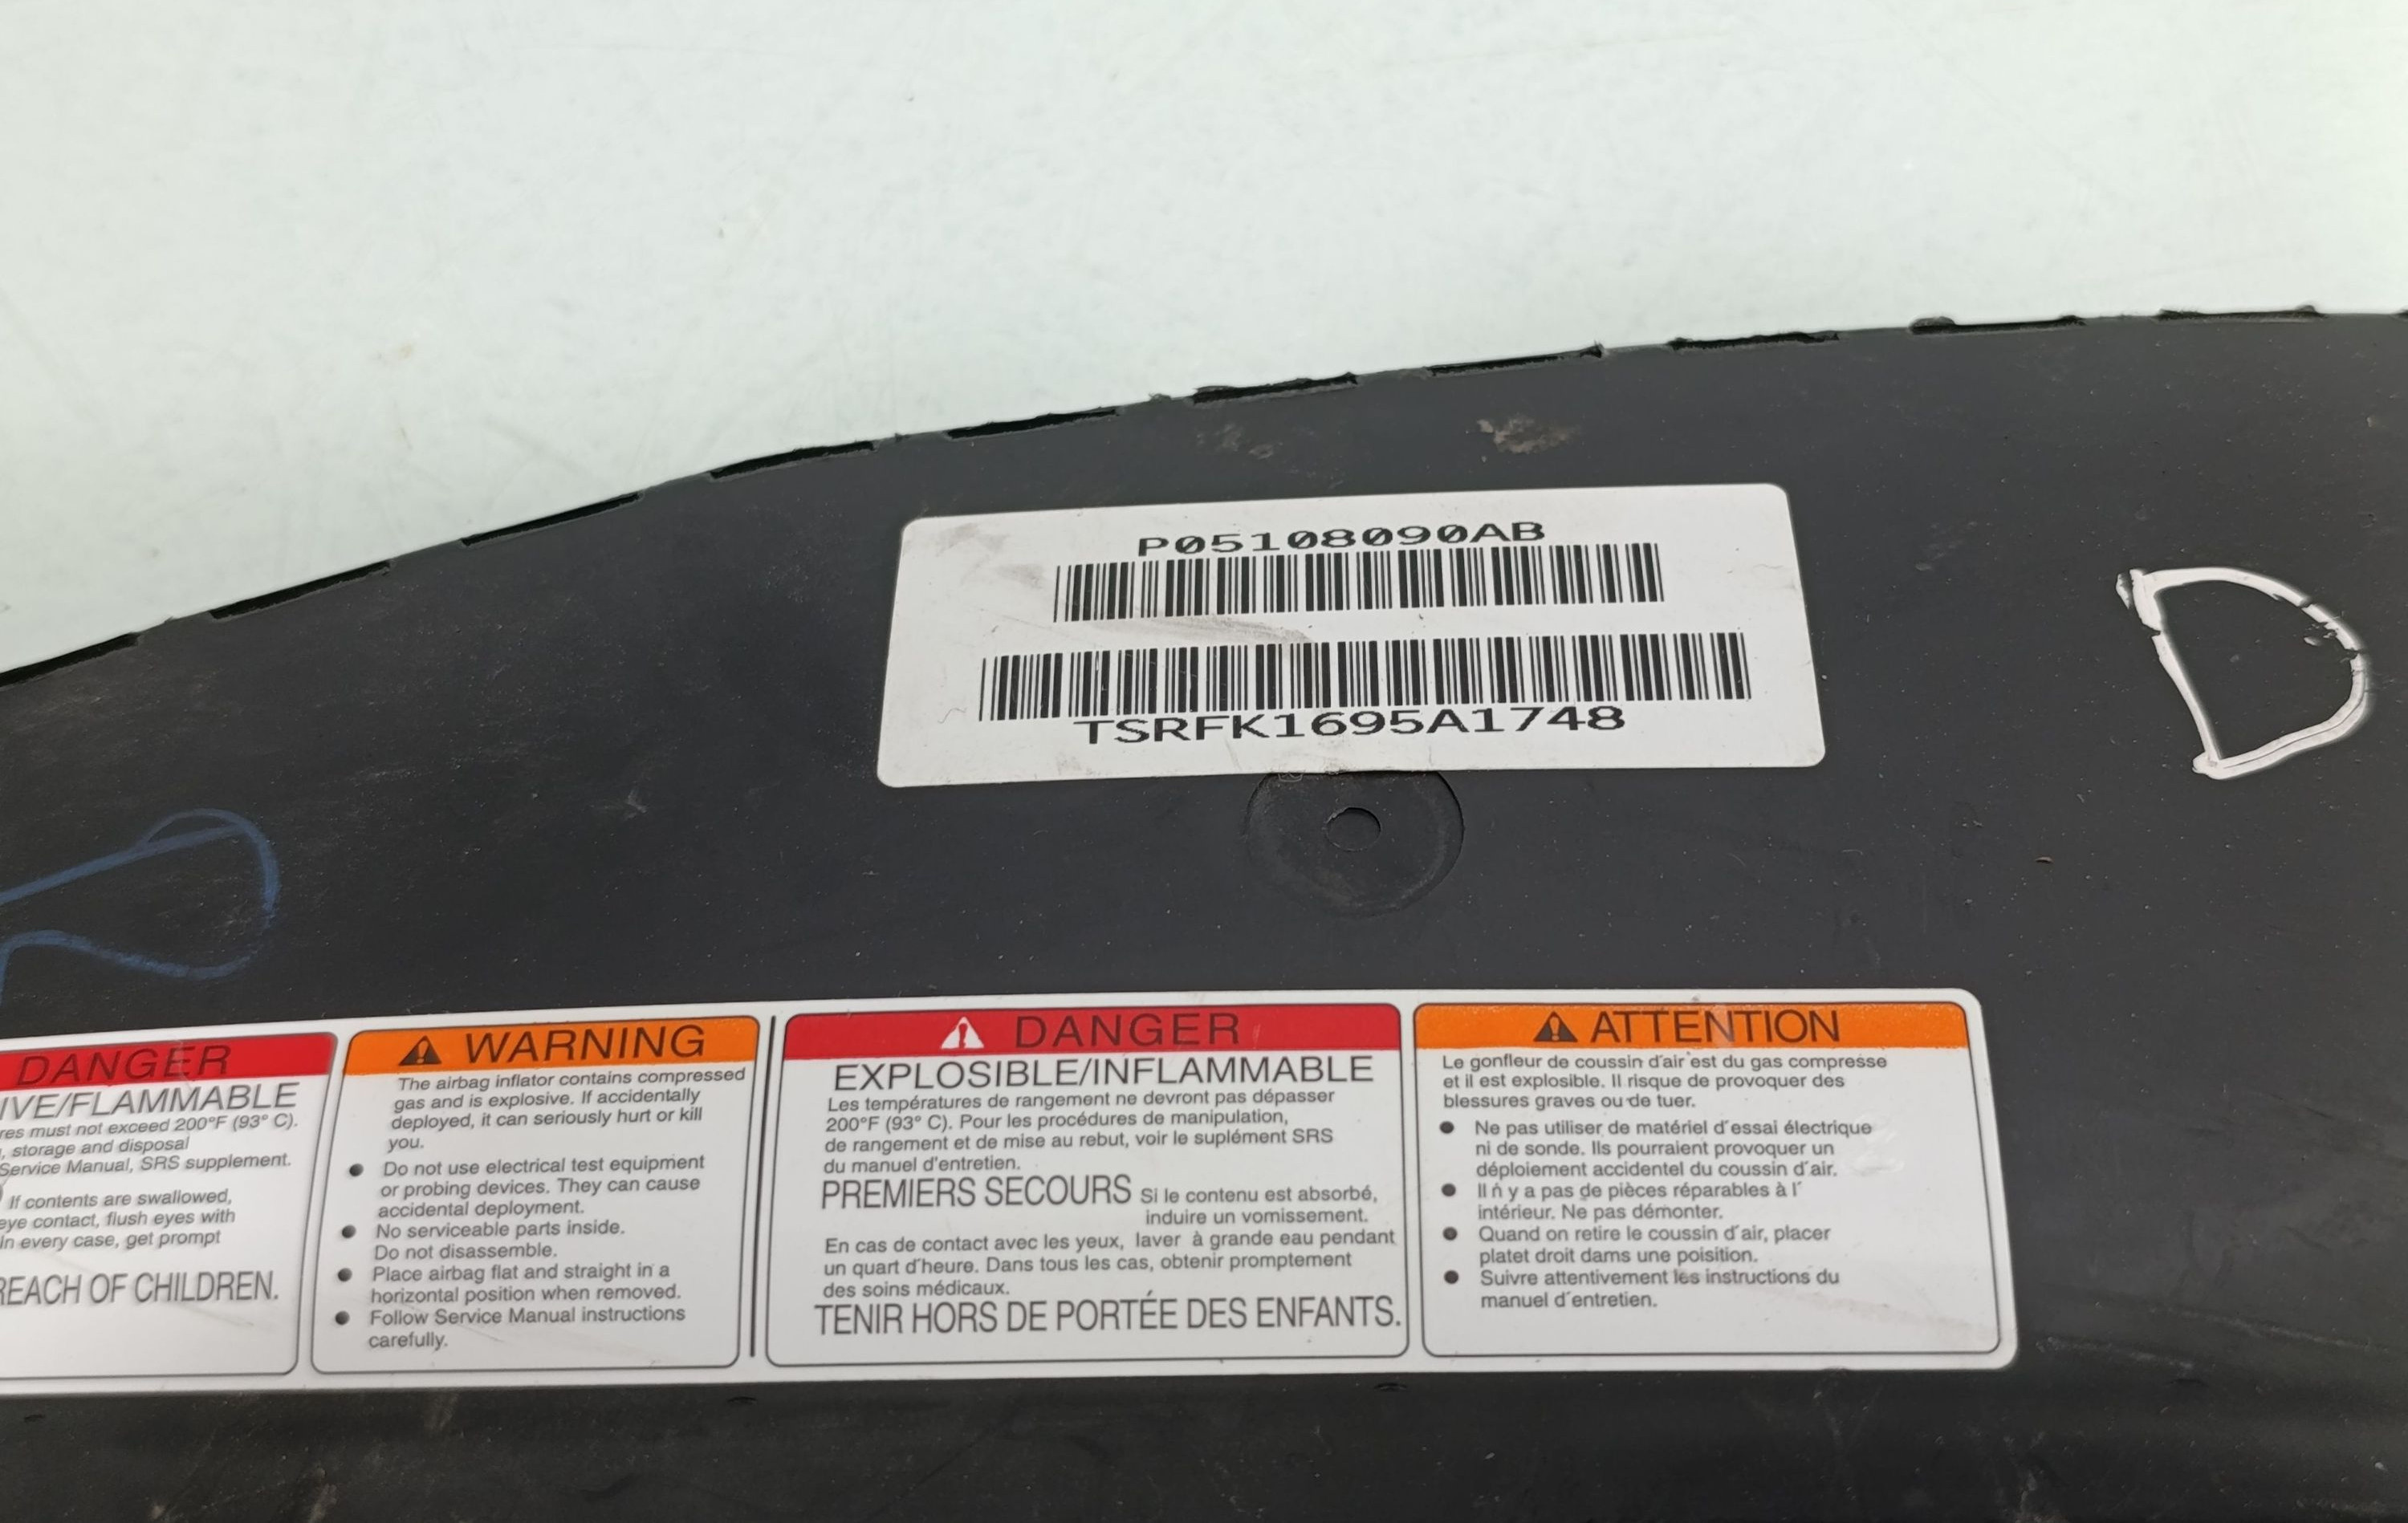 P05108090AB
TSRFK1695A1748
D
DANGER
IVE/FLAMMABLE
res must not exceed 200°F (93° C).
, storage and disposal
Service Manual, SRS supplement.
If contents are swallowed,
eye contact, flush eyes with
In every case, get prompt
REACH OF CHILDREN.
WARNING
The airbag inflator contains compressed
gas and is explosive. If accidentally
deployed, it can seriously hurt or kill
you.
● Do not use electrical test equipment
or probing devices. They can cause
accidental deployment.
● No serviceable parts inside.
Do not disassemble.
● Place airbag flat and straight in a
horizontal position when removed.
● Follow Service Manual instructions
carefully.
DANGER
EXPLOSIBLE/INFLAMMABLE
Les températures de rangement ne devront pas dépasser
200°F (93° C). Pour les procédures de manipulation,
de rangement et de mise au rebut, voir le suplément SRS
du manuel d'entretien.
PREMIERS SECOURS Si le contenu est absorbé,
induire un vomissement.
En cas de contact avec les yeux, laver à grande eau pendant
un quart d'heure. Dans tous les cas, obtenir promptement
des soins médicaux.
TENIR HORS DE PORTÉE DES ENFANTS.
ATTENTION
Le gonfleur de coussin d'air est du gas compresse
et il est explosible. Il risque de provoquer des
blessures graves ou de tuer.
● Ne pas utiliser de matériel d'essai électrique
ni de sonde. Ils pourraient provoquer un
déploiement accidentel du coussin d'air.
● Il ń y a pas de pièces réparables à l'
intérieur. Ne pas démonter.
● Quand on retire le coussin d'air, placer
platet droit dams une poisition.
● Suivre attentivement les instructions du
manuel d'entretien.